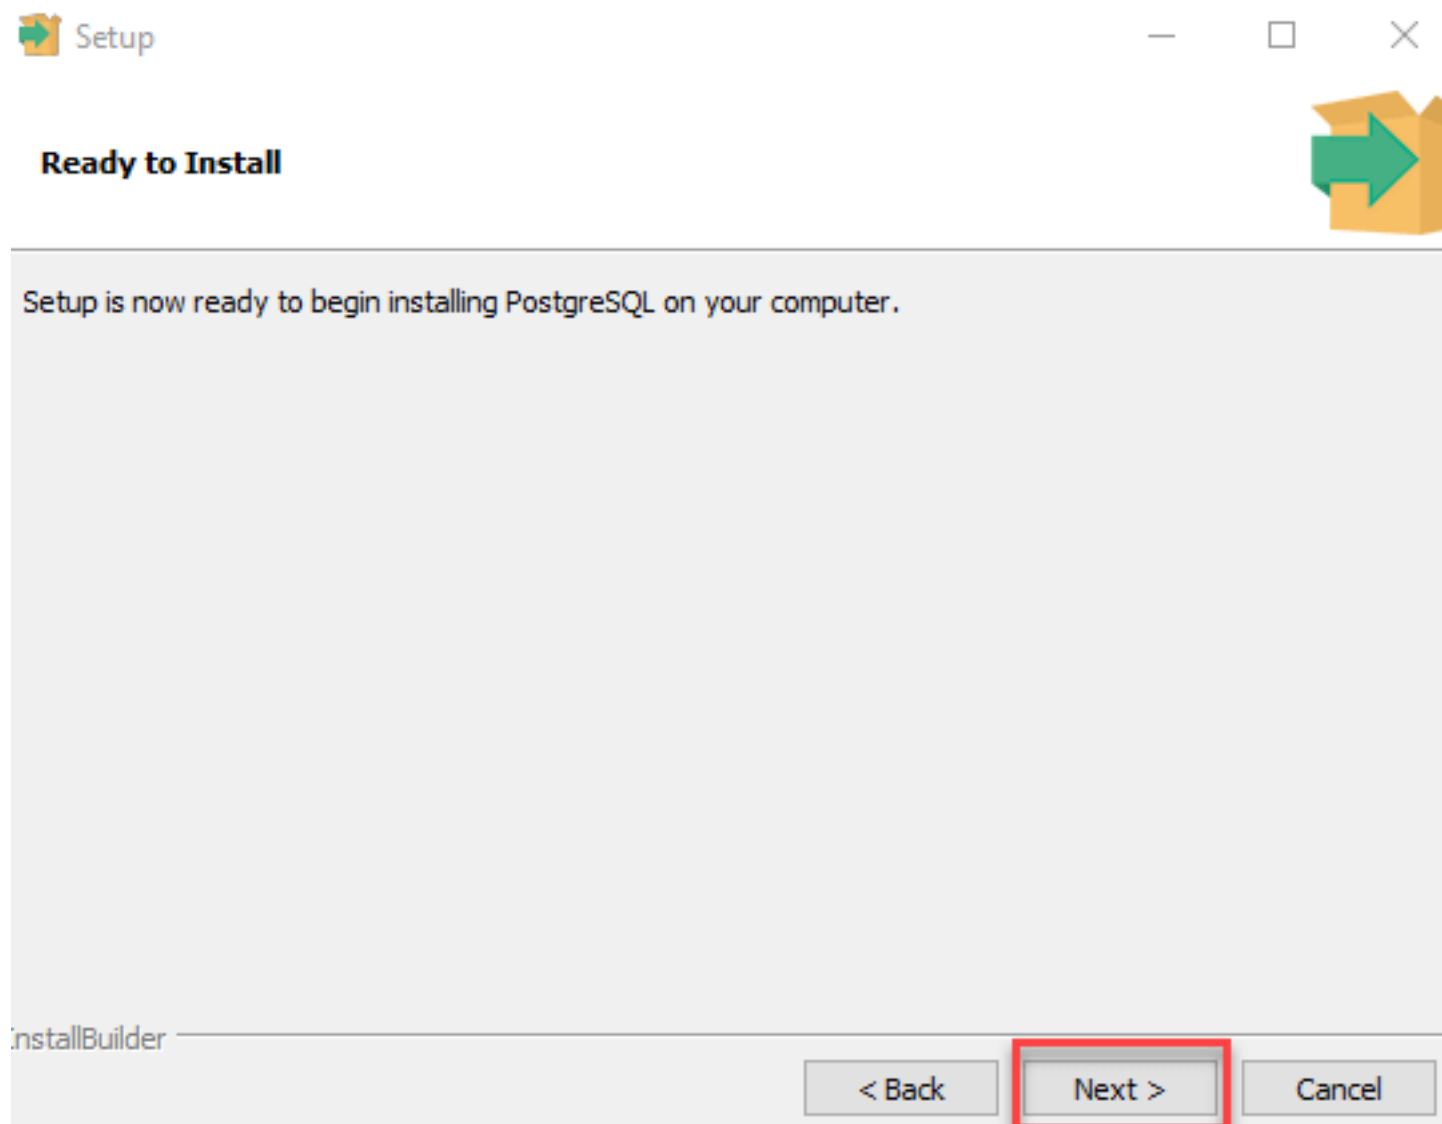 Setup
Ready to Install
Setup is now ready to begin installing PostgreSQL on your computer.
InstallBuilder
< Back
Next >
Cancel